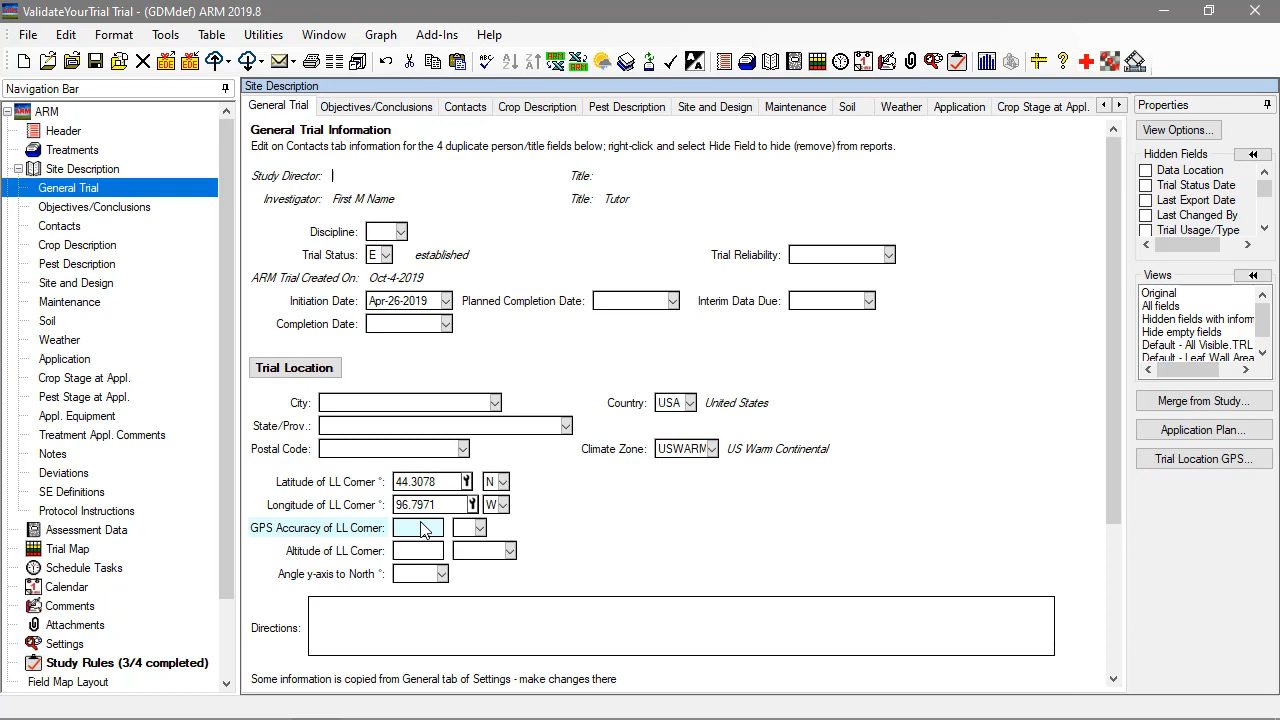 ValidateYourTrial Trial - (GDMdef) ARM 2019.8
File Edit Format Tools Table Utilities Window Graph Add-Ins Help
Navigation Bar
ARM
Header
Treatments
Site Description
General Trial
Objectives/Conclusions
Contacts
Crop Description
Pest Description
Site and Design
Maintenance
Soil
Weather
Application
Crop Stage at Appl.
Pest Stage at Appl.
Appl. Equipment
Treatment Appl. Comments
Notes
Deviations
SE Definitions
Protocol Instructions
Assessment Data
Trial Map
Schedule Tasks
Calendar
Comments
Attachments
Settings
Study Rules (3/4 completed)
Field Map Layout
Site Description
General Trial Objectives/Conclusions Contacts Crop Description Pest Description Site and Design Maintenance Soil Weather Application Crop Stage at Appl.
General Trial Information
Edit on Contacts tab information for the 4 duplicate person/title fields below; right-click and select Hide Field to hide (remove) from reports.
Study Director: Title:
Investigator: First M Name Title: Tutor
Discipline:
Trial Status: E established Trial Reliability:
ARM Trial Created On: Oct-4-2019
Initiation Date: Apr-26-2019 Planned Completion Date: Interim Data Due:
Completion Date:
Trial Location
City: Country: USA United States
State/Prov.:
Postal Code: Climate Zone: USWARM US Warm Continental
Latitude of LL Corner °: 44.3078 N
Longitude of LL Corner °: 96.7971 W
GPS Accuracy of LL Corner:
Altitude of LL Corner:
Angle y-axis to North °:
Directions:
Some information is copied from General tab of Settings - make changes there
Properties
View Options...
Hidden Fields
Data Location
Trial Status Date
Last Export Date
Last Changed By
Trial Usage/Type
Views
Original
All fields
Hidden fields with inform
Hide empty fields
Default - All Visible.TRL
Default - Leaf Wall Area
Merge from Study...
Application Plan...
Trial Location GPS...